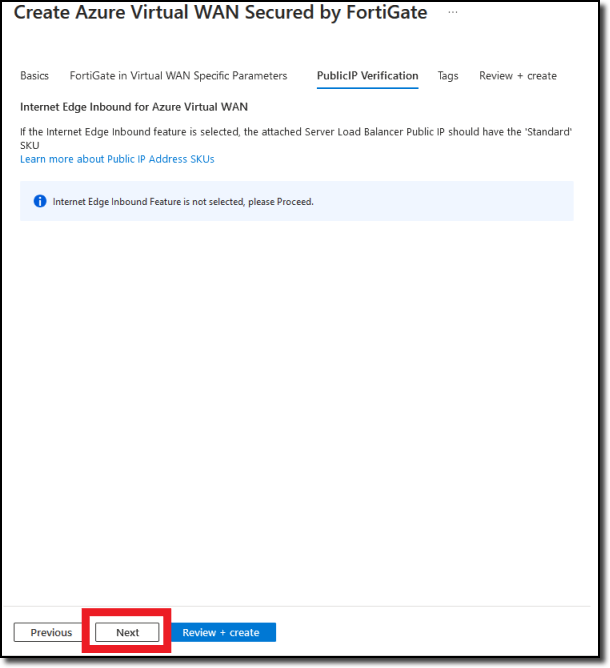 Create Azure Virtual WAN Secured by FortiGate ...
Basics FortiGate in Virtual WAN Specific Parameters PublicIP Verification Tags Review + create
Internet Edge Inbound for Azure Virtual WAN
If the Internet Edge Inbound feature is selected, the attached Server Load Balancer Public IP should have the 'Standard'
SKU
Learn more about Public IP Address SKUs
Internet Edge Inbound Feature is not selected, please Proceed.
Previous Next Review + create